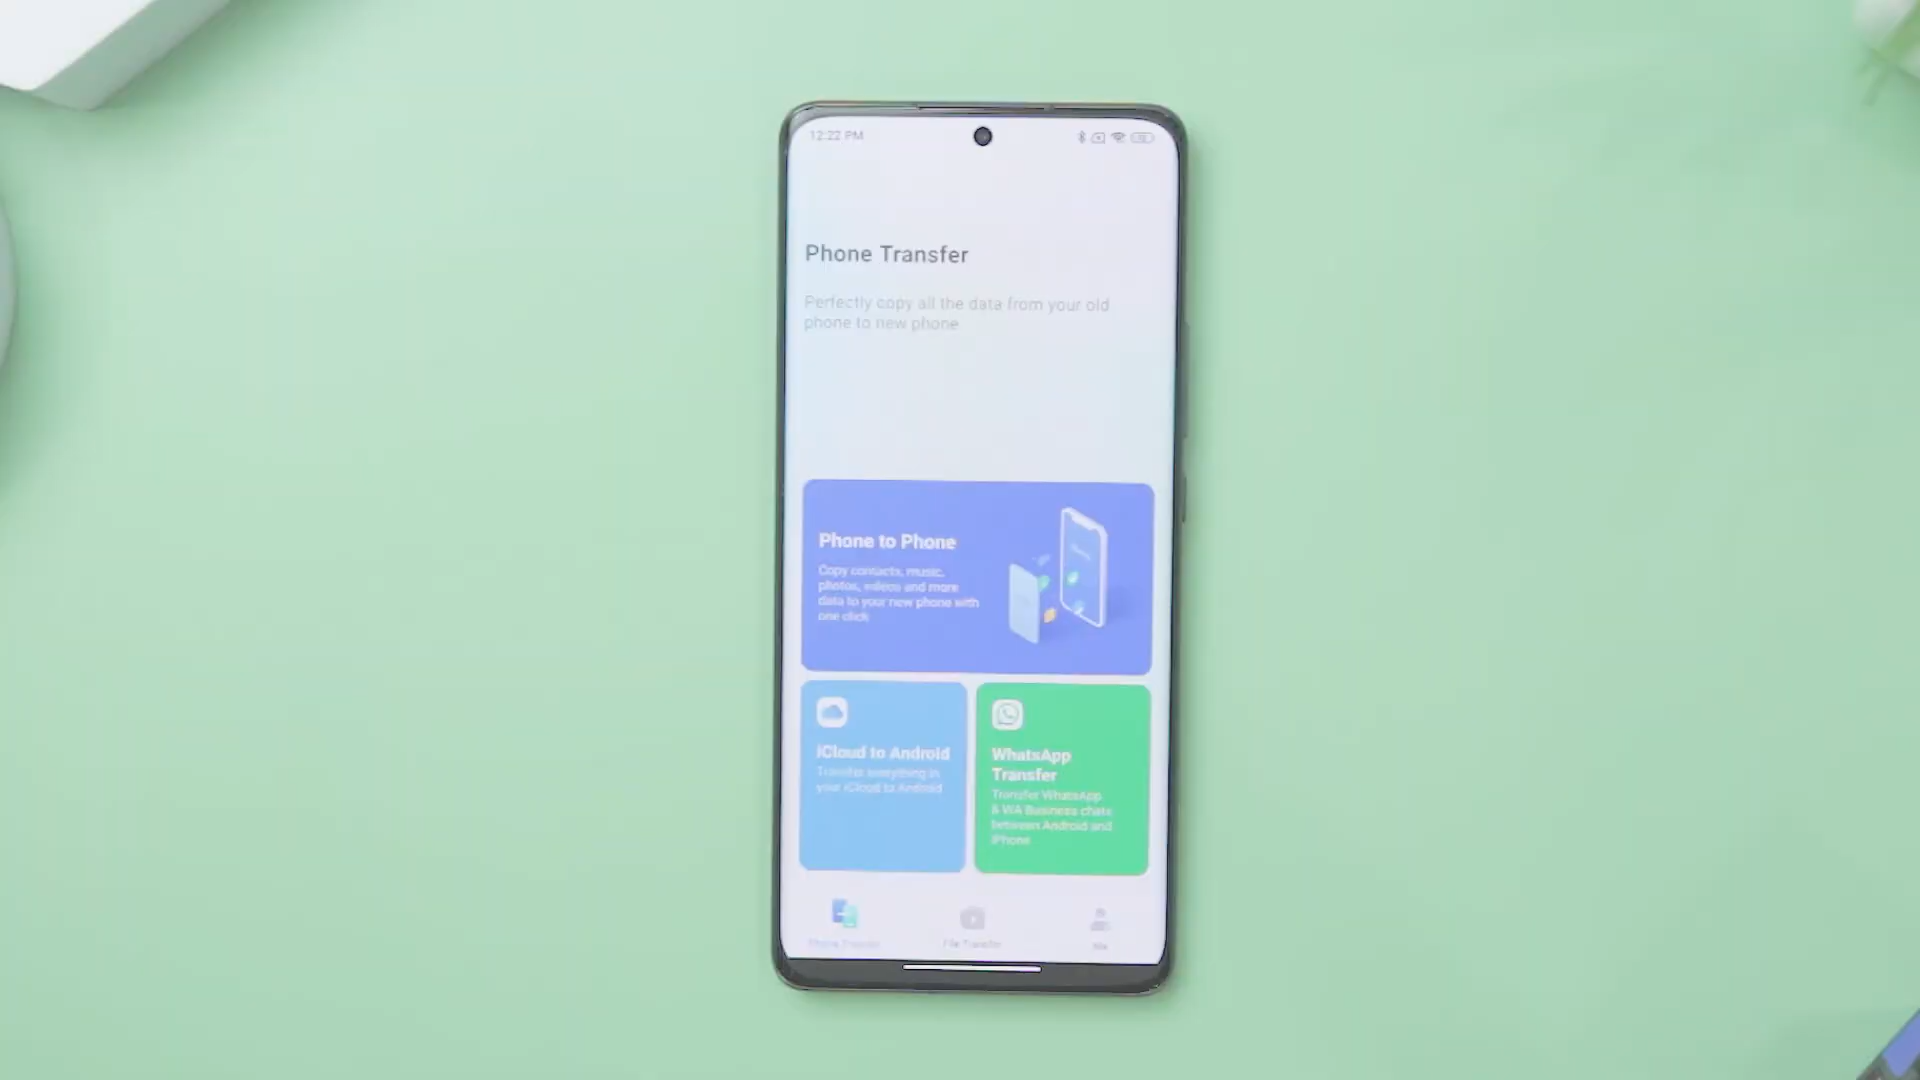 12:22 PM
Phone Transfer
Perfectly copy all the data from your old
phone to new phone
Phone to Phone
Copy contacts, music,
photos, videos and more
data to your new phone with
one click
iCloud to Android
Transfer everything in
your iCloud to Android
WhatsApp
Transfer
Transfer WhatsApp
& WA Business chats
between Android and
iPhone
Phone Transfer
File Transfer
Me